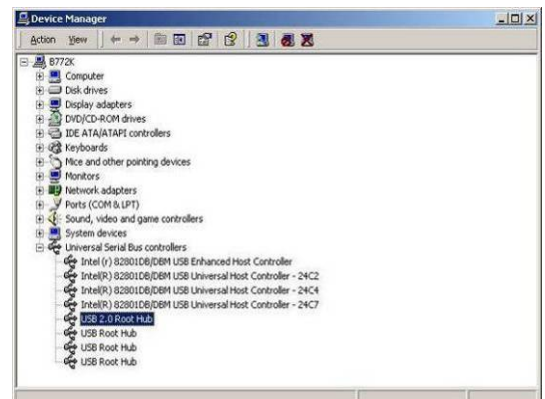 Device Manager
Action View
B772K
Computer
Disk drives
Display adapters
DVD/CD-ROM drives
IDE ATA/ATAPI controllers
Keyboards
Mice and other pointing devices
Monitors
Network adapters
Ports (COM & LPT)
Sound, video and game controllers
System devices
Universal Serial Bus controllers
Intel (r) 82801DB/DBM USB Enhanced Host Controller
Intel(R) 82801DB/DBM USB Universal Host Controller - 24C2
Intel(R) 82801DB/DBM USB Universal Host Controller - 24C4
Intel(R) 82801DB/DBM USB Universal Host Controller - 24C7
USB 2.0 Root Hub
USB Root Hub
USB Root Hub
USB Root Hub